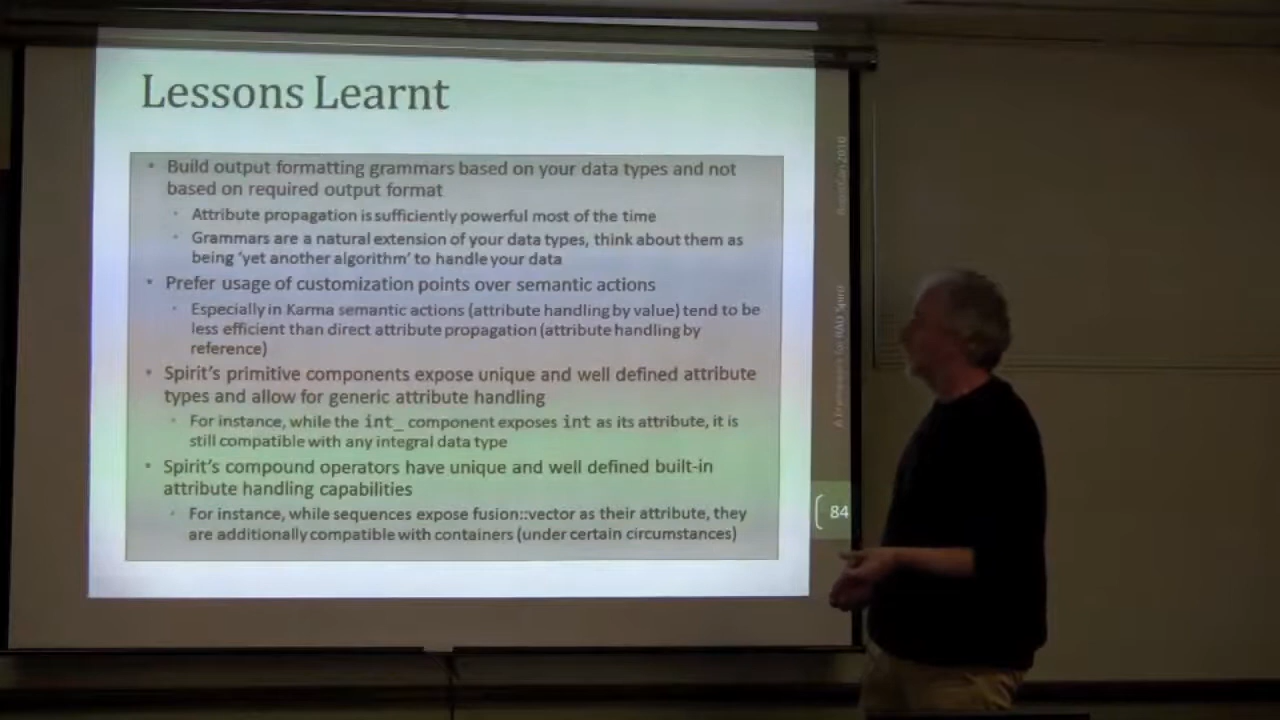 Lessons Learnt
Build output formatting grammars based on your data types and not
based on required output format
Attribute propagation is sufficiently powerful most of the time
Grammars are a natural extension of your data types, think about them as
being 'yet another algorithm' to handle your data
Prefer usage of customization points over semantic actions
Especially in Karma semantic actions (attribute handling by value) tend to be
less efficient than direct attribute propagation (attribute handling by
reference)
Spirit's primitive components expose unique and well defined attribute
types and allow for generic attribute handling
For instance, while the int_ component exposes int as its attribute, it is
still compatible with any integral data type
Spirit's compound operators have unique and well defined built-in
attribute handling capabilities
For instance, while sequences expose fusion::vector as their attribute, they
are additionally compatible with containers (under certain circumstances)
84